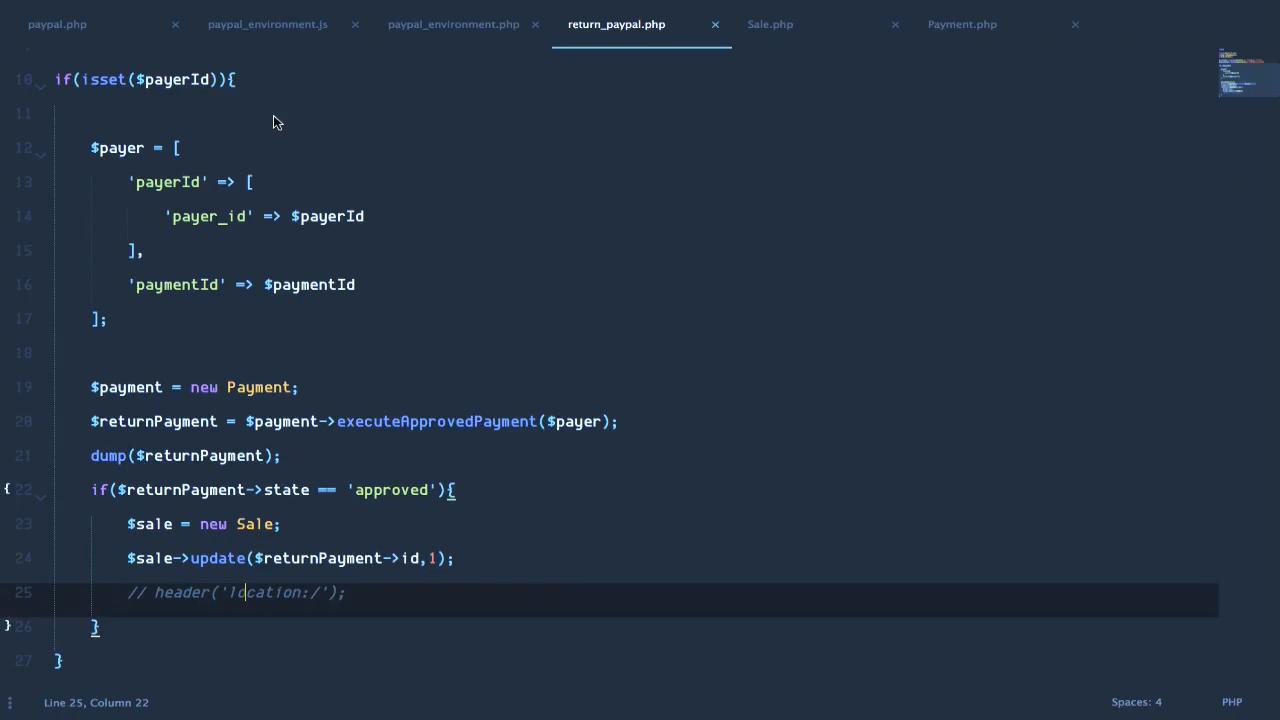 paypal.php × paypal_environment.js × paypal_environment.php × return_paypal.php × Sale.php × Payment.php ×
10 if(isset($payerId)){
11
12 $payer = [
13 'payerId' => [
14 'payer_id' => $payerId
15 ],
16 'paymentId' => $paymentId
17 ];
18
19 $payment = new Payment;
20 $returnPayment = $payment->executeApprovedPayment($payer);
21 dump($returnPayment);
{ 22 if($returnPayment->state == 'approved'){
23 $sale = new Sale;
24 $sale->update($returnPayment->id,1);
25 // header('location:/');
} 26 }
27 }
Line 25, Column 22 Spaces: 4 PHP